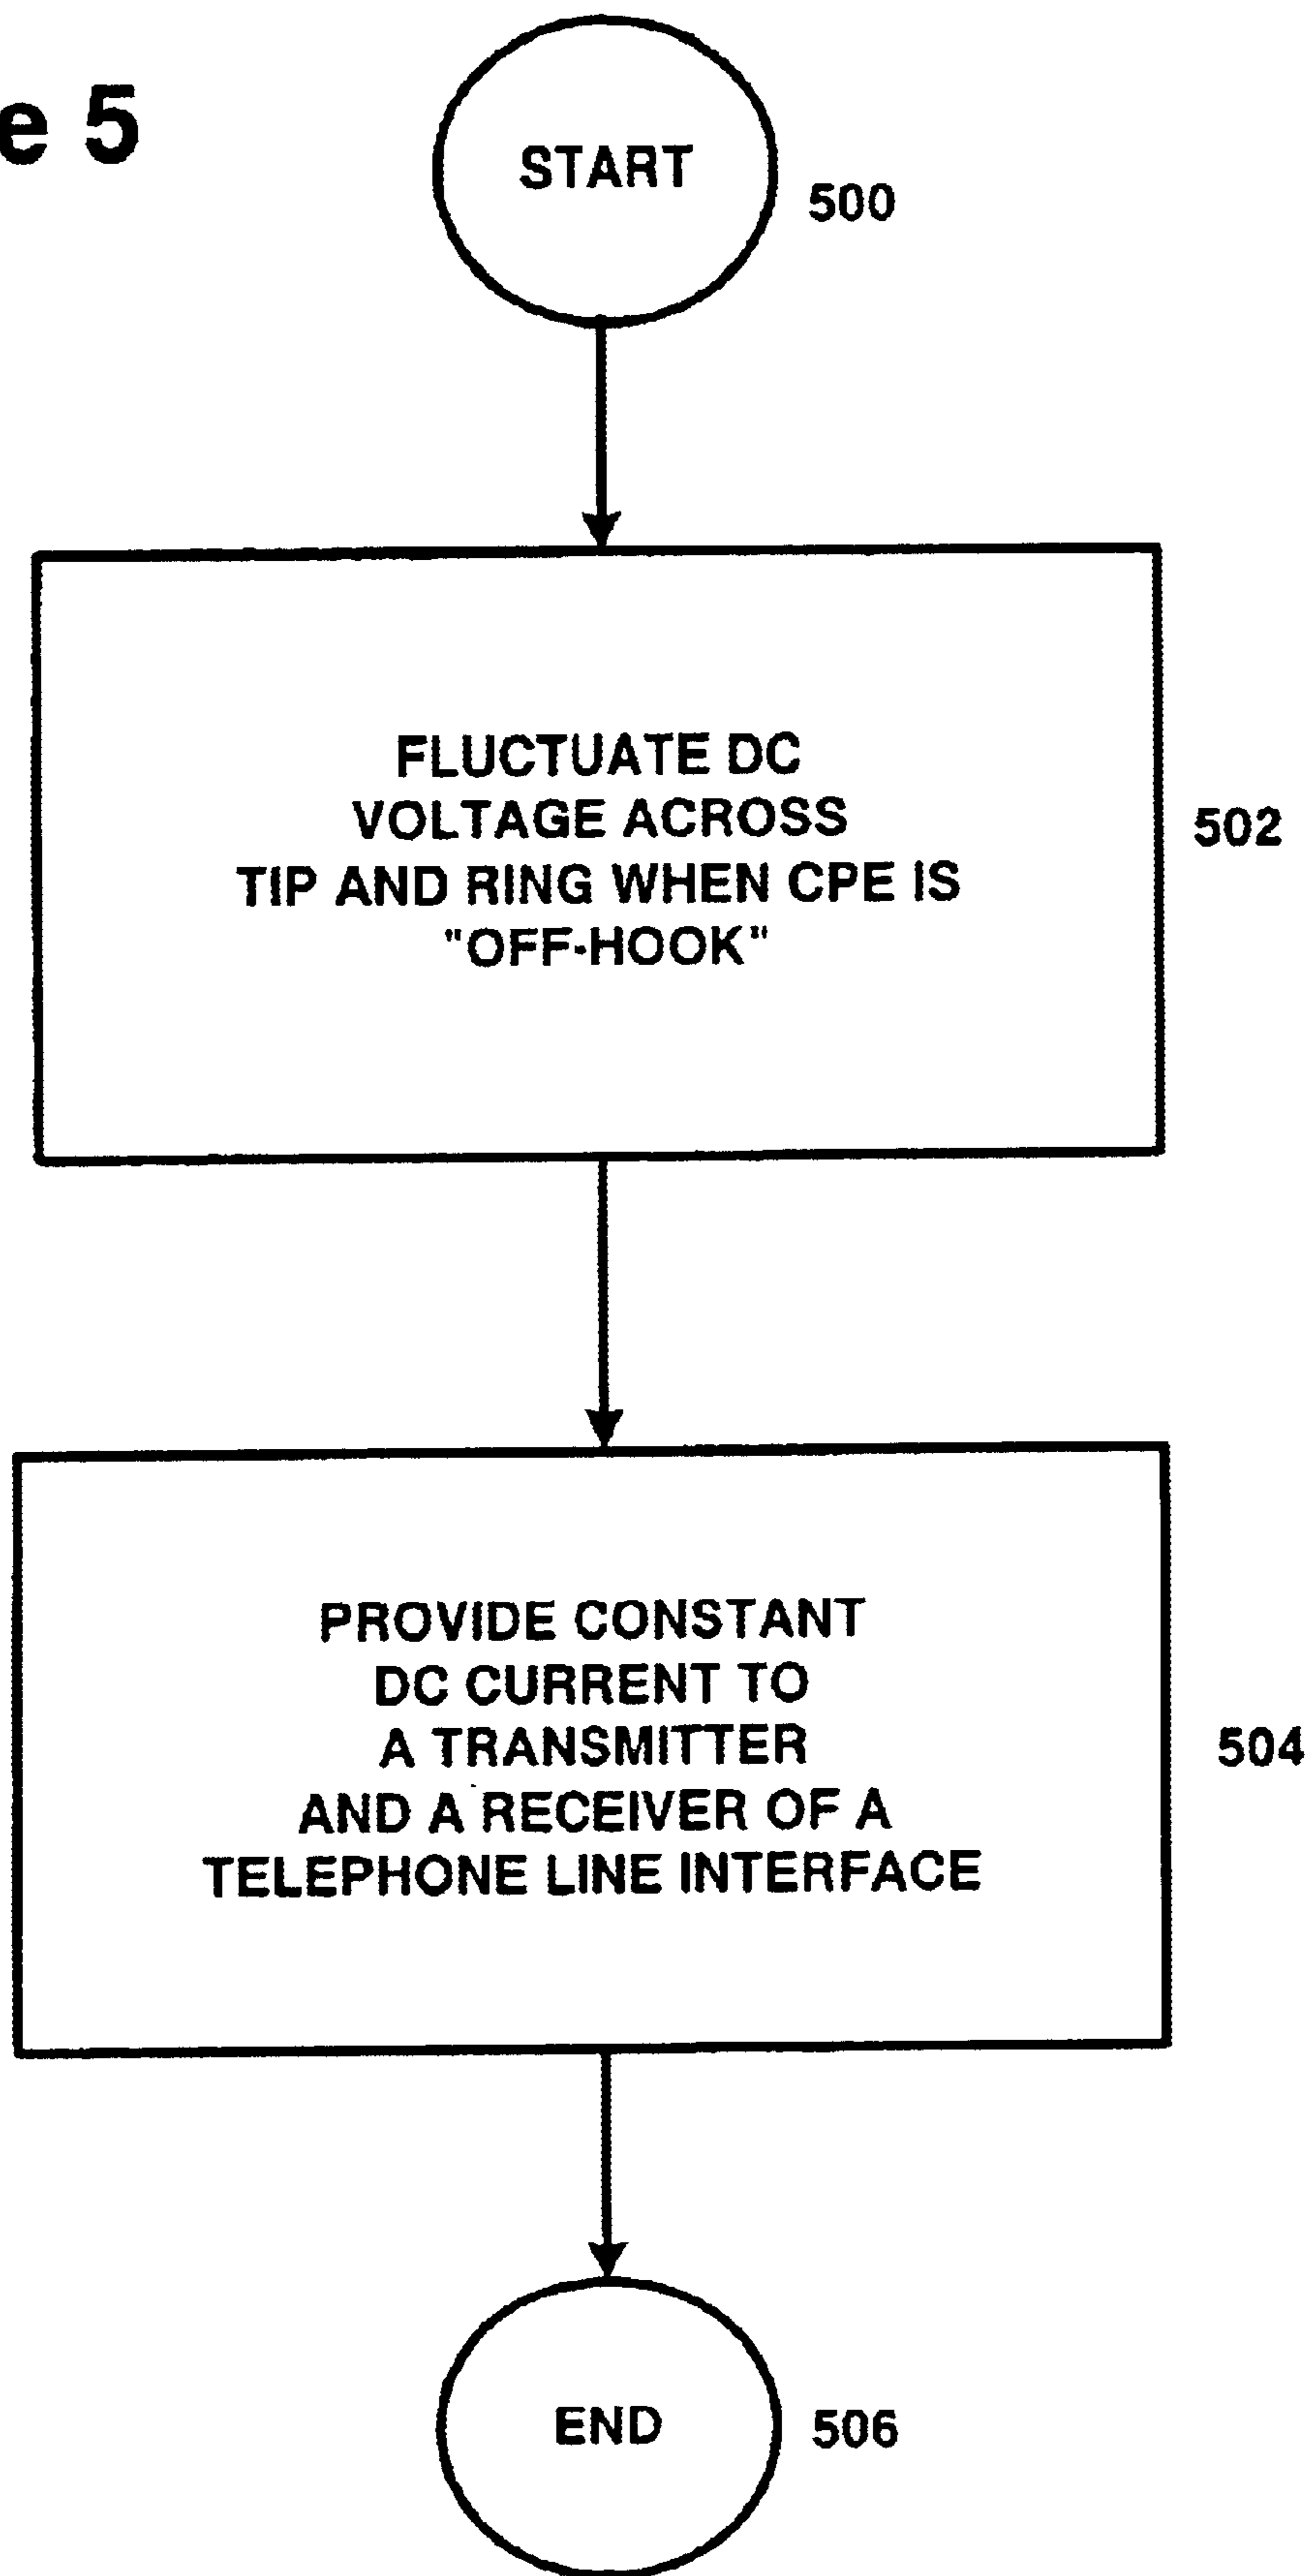 e 5
START
500
FLUCTUATE DC
VOLTAGE ACROSS
TIP AND RING WHEN CPE IS
"OFF-HOOK"
502
PROVIDE CONSTANT
DC CURRENT TO
A TRANSMITTER
AND A RECEIVER OF A
TELEPHONE LINE INTERFACE
504
END
506